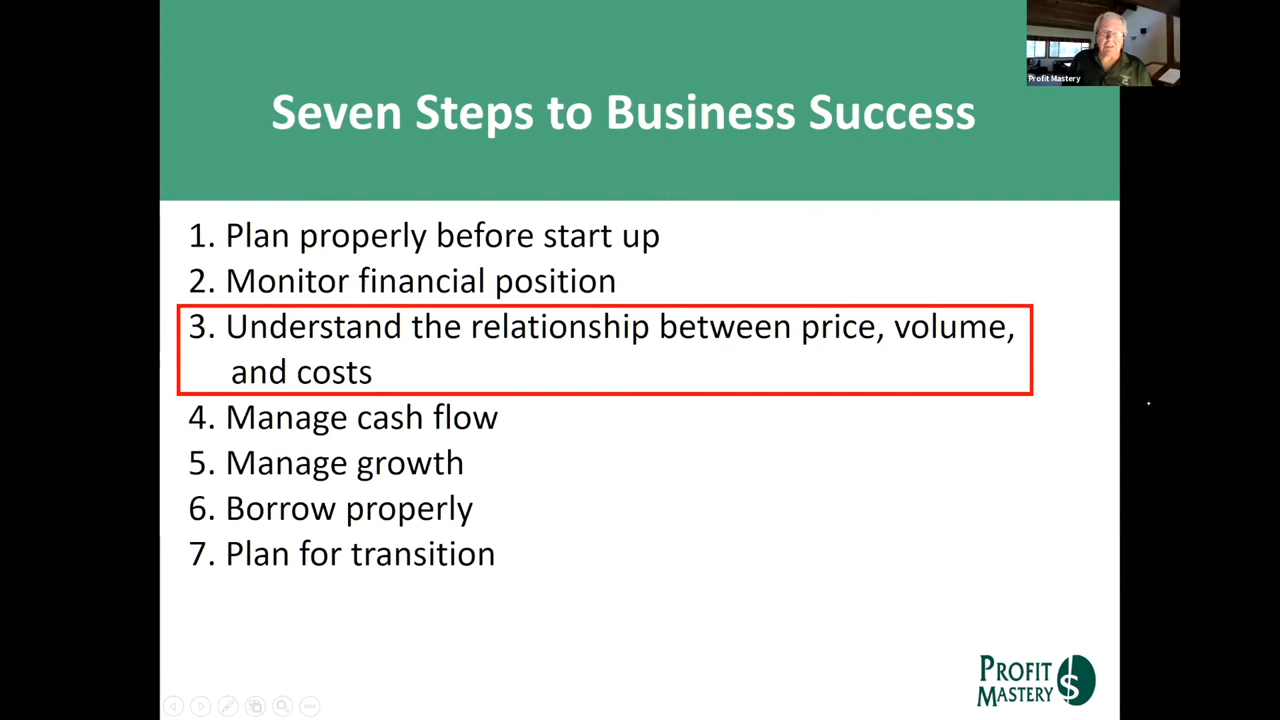 Profit Mastery
Seven Steps to Business Success
1. Plan properly before start up
2. Monitor financial position
3. Understand the relationship between price, volume,
and costs
4. Manage cash flow
5. Manage growth
6. Borrow properly
7. Plan for transition
PROFIT
MASTERY
$